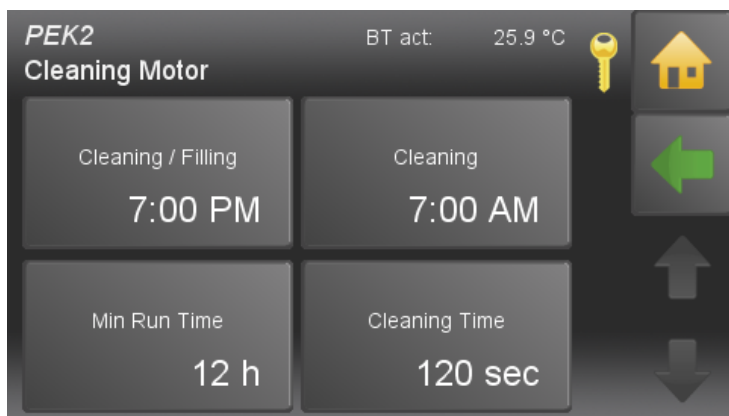 PEK2 BT act: 25.9 °C
Cleaning Motor
Cleaning / Filling
7:00 PM
Cleaning
7:00 AM
Min Run Time
12 h
Cleaning Time
120 sec